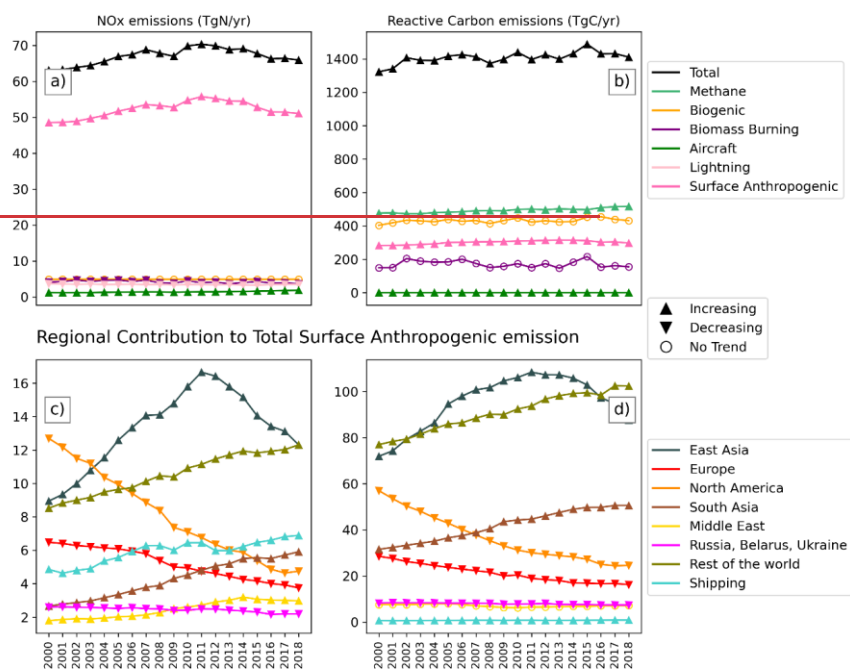 NOx emissions (TgN/yr)
Reactive Carbon emissions (TgC/yr)
70
60
50
40
30
20
10
0
a)
1400
1200
1000
800
600
400
200
0
b)
Total
Methane
Biogenic
Biomass Burning
Aircraft
Lightning
Surface Anthropogenic
Increasing
Decreasing
No Trend
Regional Contribution to Total Surface Anthropogenic emission
16
14
12
10
8
6
4
2
c)
100
80
60
40
20
0
d)
East Asia
Europe
North America
South Asia
Middle East
Russia, Belarus, Ukraine
Rest of the world
Shipping
2000
2001
2002
2003
2004
2005
2006
2007
2008
2009
2010
2011
2012
2013
2014
2015
2016
2017
2018
2000
2001
2002
2003
2004
2005
2006
2007
2008
2009
2010
2011
2012
2013
2014
2015
2016
2017
2018